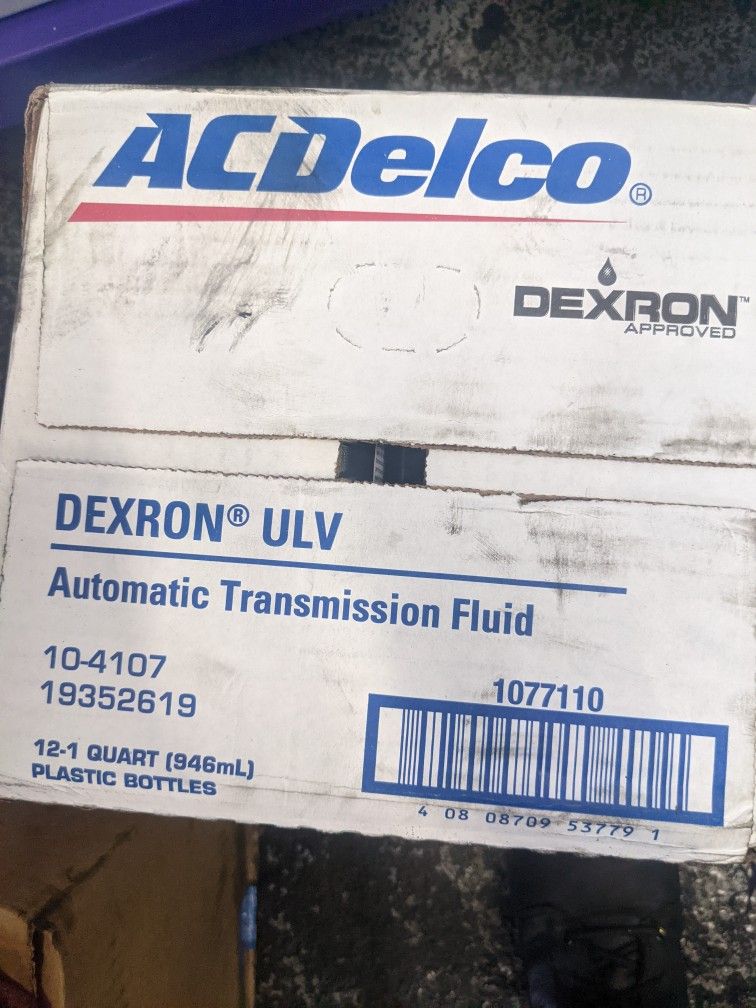 ACDelco®
DEXRON™
APPROVED
DEXRON® ULV
Automatic Transmission Fluid
10-4107
19352619
12-1 QUART (946mL)
PLASTIC BOTTLES
1077110
4 08 08709 53779 1